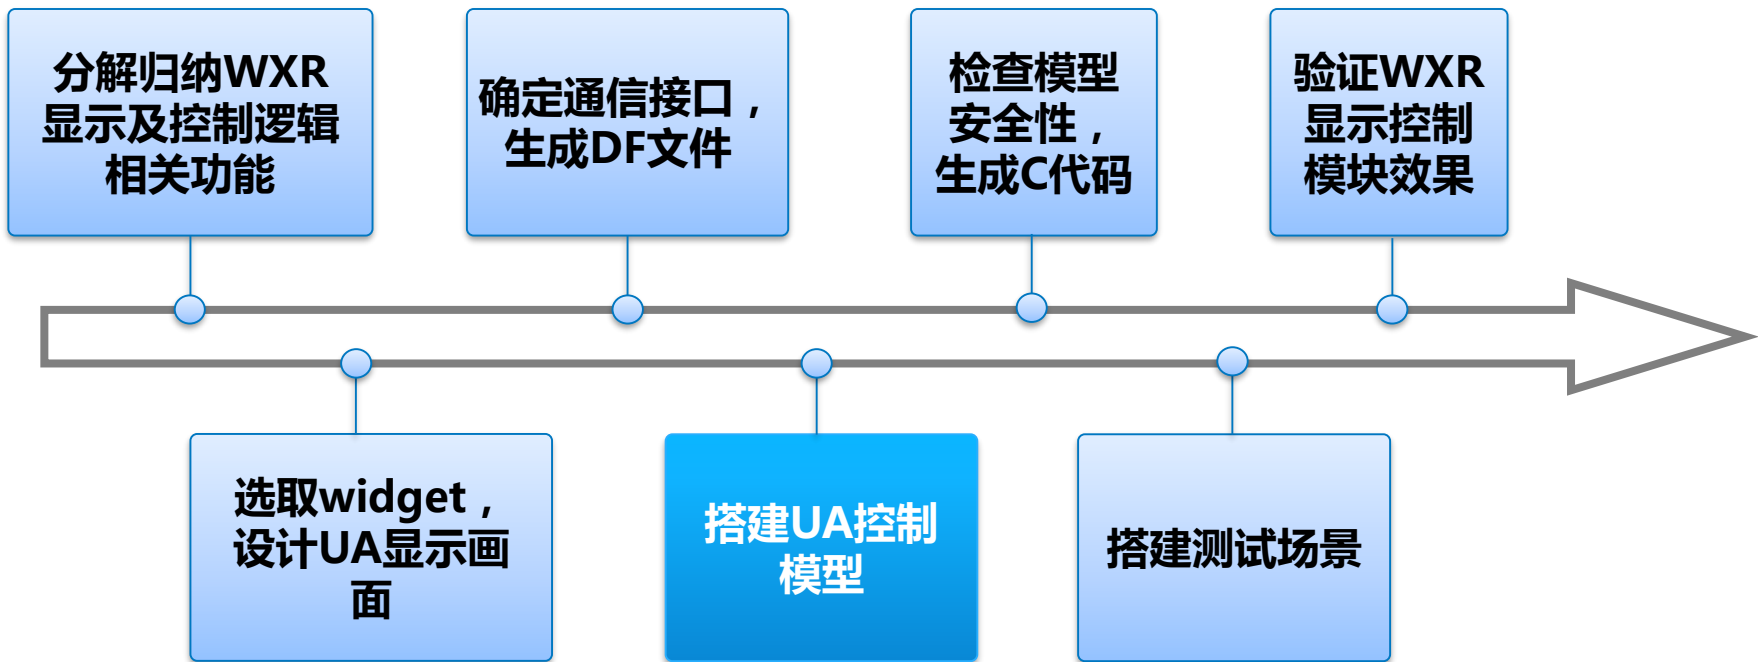 分解归纳WXR
显示及控制逻辑
相关功能
确定通信接口，
生成DF文件
检查模型
安全性，
生成C代码
验证WXR
显示控制
模块效果
选取widget，
设计UA显示画
面
搭建UA控制
模型
搭建测试场景